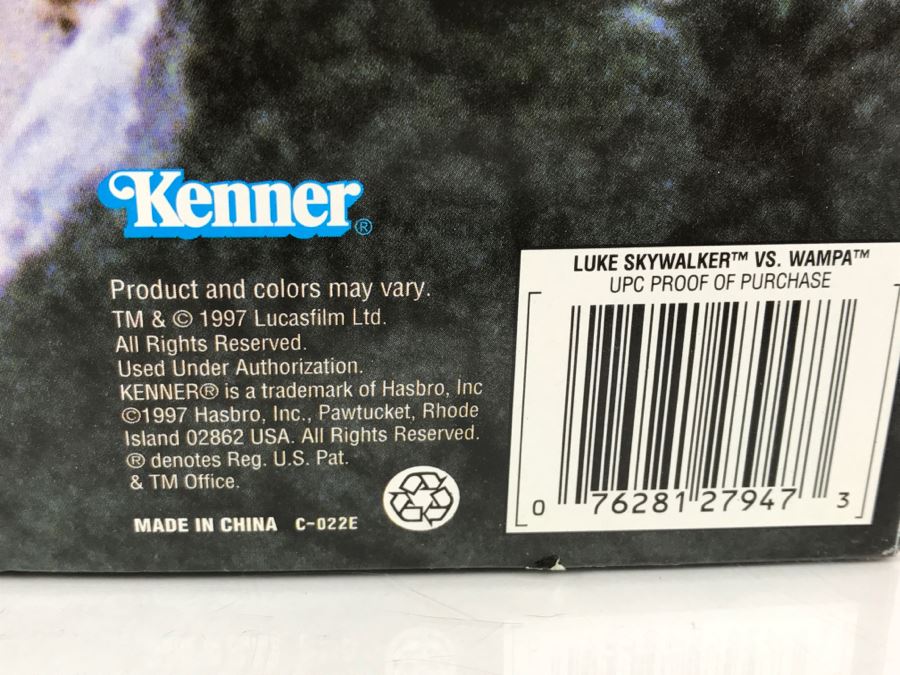 Kenner®
Product and colors may vary.
TM & © 1997 Lucasfilm Ltd.
All Rights Reserved.
Used Under Authorization.
KENNER® is a trademark of Hasbro, Inc
©1997 Hasbro, Inc., Pawtucket, Rhode
Island 02862 USA. All Rights Reserved.
® denotes Reg. U.S. Pat.
& TM Office.
MADE IN CHINA C-022E
LUKE SKYWALKER™ VS. WAMPA™
UPC PROOF OF PURCHASE
0 76281 27947 3